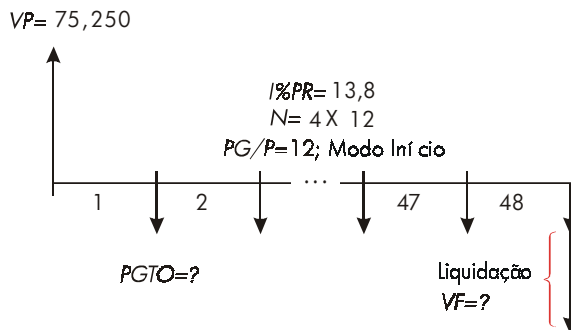 VP= 75,250
I%PR= 13,8
N= 4 X 12
PG/P=12; Modo Iní cio
1 2 ... 47 48
PGTO=?
Liquidação
VF=?